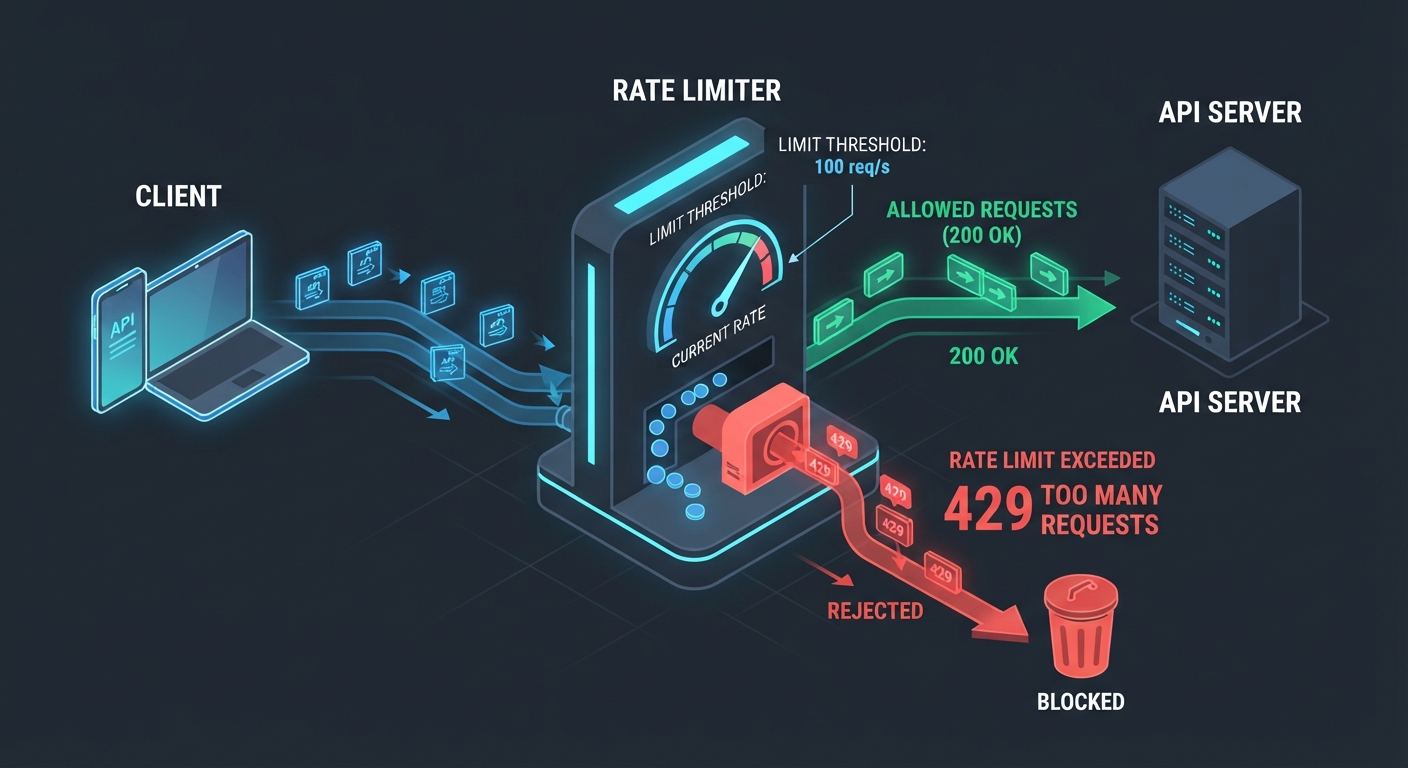 RATE LIMITER
API SERVER
LIMIT THRESHOLD:
100 req/s
CLIENT
LIMIT THRESHOLD:
ALLOWED REQUESTS
(200 OK)
API
CURRENT RATE
200 OK
API SERVER
429
429
RATE LIMIT EXCEEDED
429 TOO MANY
REQUESTS
429
429
429
REJECTED
BLOCKED